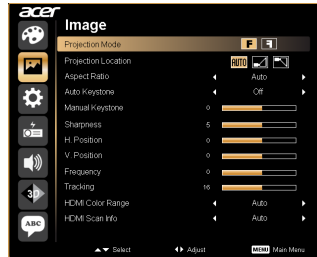 acer
Image
Projection Mode F F
Projection Location AUTO
Aspect Ratio Auto
Auto Keystone Off
Manual Keystone 0
Sharpness 5
H. Position 0
V. Position 0
Frequency 0
Tracking 16
HDMI Color Range Auto
HDMI Scan Info Auto
3D
ABC
Select Adjust MENU Main Menu